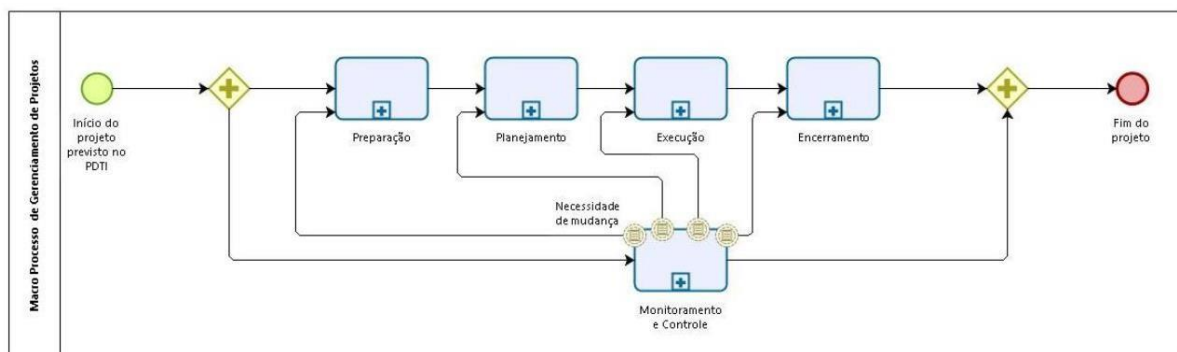 Macro Processo de Gerenciamento de Projetos
Início do
projeto
previsto no
PDTI
Preparação
Planejamento
Execução
Encerramento
Fim do
projeto
Necessidade
de mudança
Monitoramento
e Controle